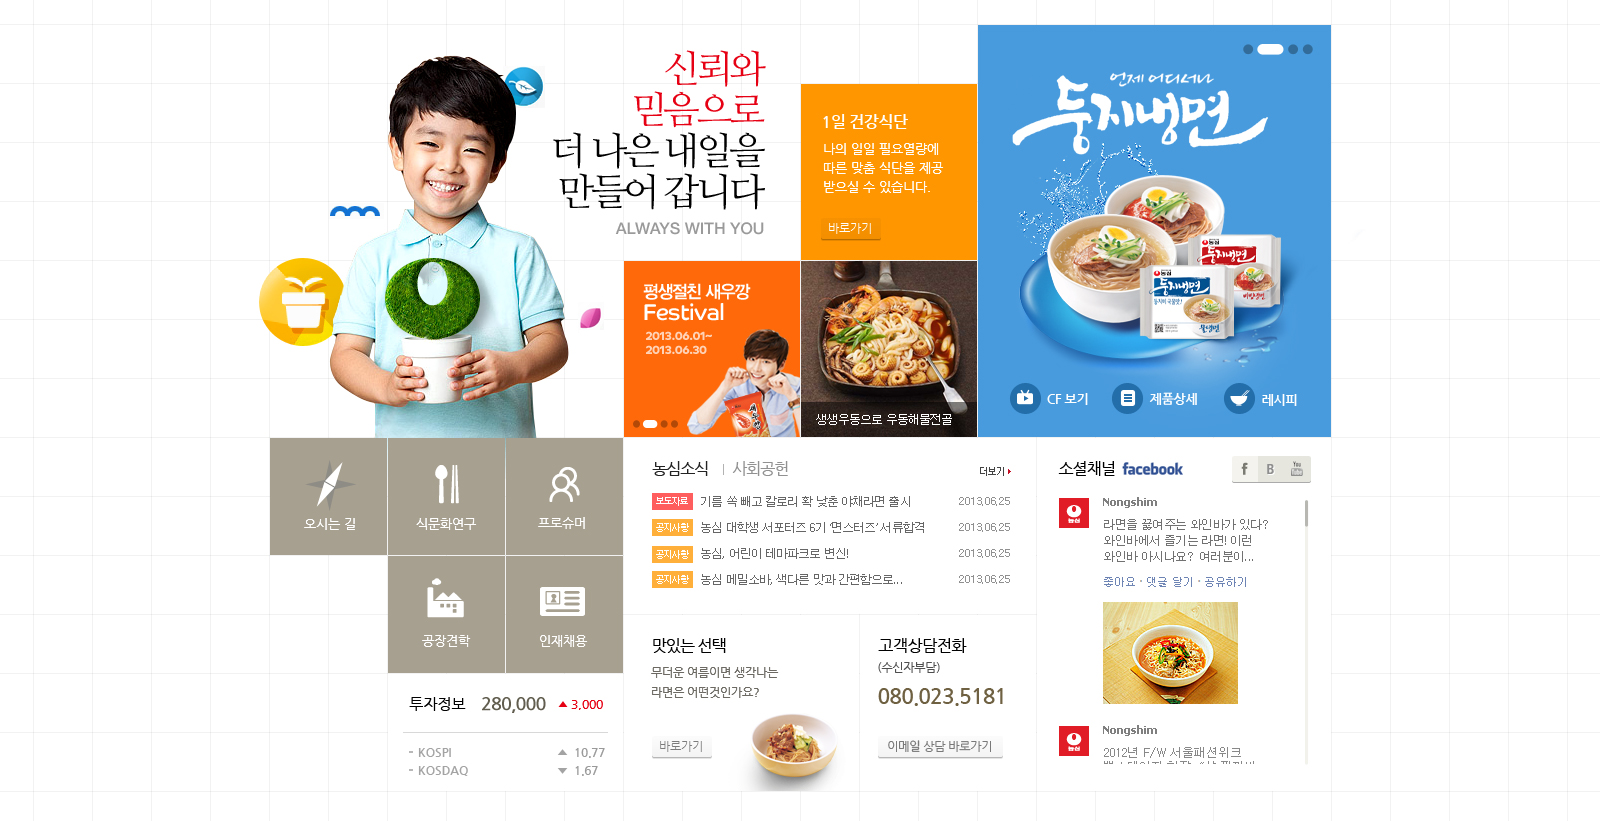 신뢰와
믿음으로
더 나은 내일을
만들어 갑니다
ALWAYS WITH YOU
1일 건강식단
나의 일일 필요열량에
따른 맞춤 식단을 제공
받으실 수 있습니다.
바로가기
언제 어디서나
둥지냉면
농심
둥지냉면
CF 보기
제품상세
레시피
평생절친 새우깡
Festival
2013.06.01~
2013.06.30
생생우동으로 우동해물전골
오시는 길
식문화연구
프로슈머
공장견학
인재채용
투자정보 280,000 ▲ 3,000
- KOSPI ▲ 10.77
- KOSDAQ ▼ 1.67
농심소식 | 사회공헌
더보기
보도자료 기름 쏙 빼고 칼로리 확 낮춘 야채라면 출시 2013.06.25
공지사항 농심 대학생 서포터즈 6기 '면스터즈' 서류합격 2013.06.25
공지사항 농심, 어린이 테마파크로 변신! 2013.06.25
공지사항 농심 메밀소바, 색다른 맛과 간편함으로... 2013.06.25
맛있는 선택
무더운 여름이면 생각나는
라면은 어떤것인가요?
바로가기
고객상담전화
(수신자부담)
080.023.5181
이메일 상담 바로가기
소셜채널 facebook
f B You Tube
농심
Nongshim
라면을 끓여주는 와인바가 있다?
와인바에서 즐기는 라면! 이런
와인바 아시나요? 여러분이...
좋아요 · 댓글 달기 · 공유하기
농심
Nongshim
2012년 F/W 서울패션위크